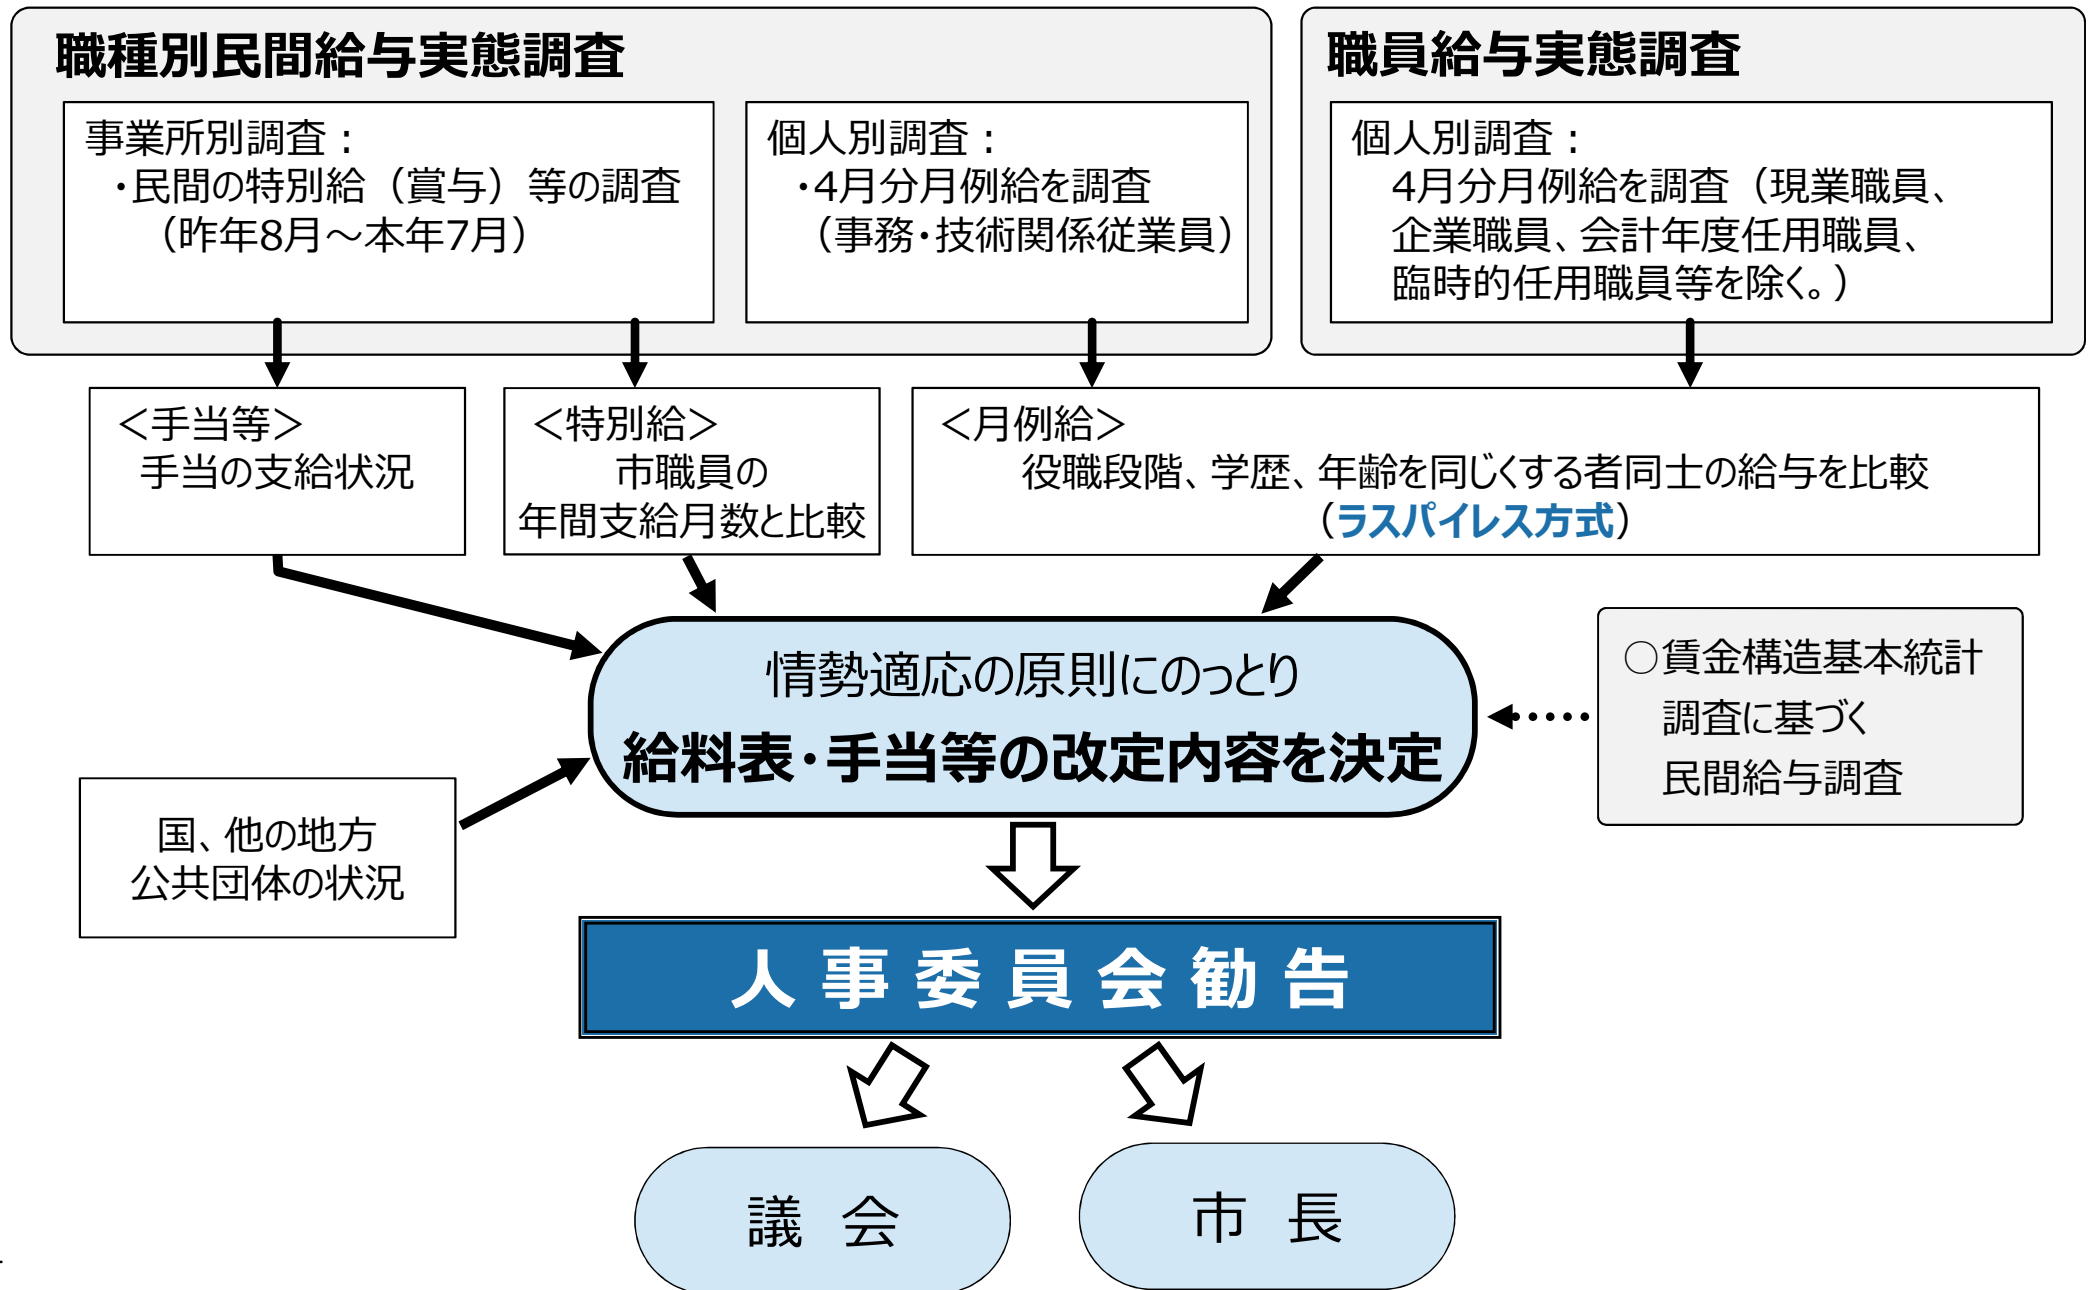 職種別民間給与実態調査
事業所別調査：
・民間の特別給（賞与）等の調査
（昨年8月～本年7月）
個人別調査：
・4月分月例給を調査
（事務・技術関係従業員）
職員給与実態調査
個人別調査：
4月分月例給を調査（現業職員、
企業職員、会計年度任用職員、
臨時的任用職員等を除く。）
＜手当等＞
手当の支給状況
＜特別給＞
市職員の
年間支給月数と比較
＜月例給＞
役職段階、学歴、年齢を同じくする者同士の給与を比較
（ラスパイレス方式）
情勢適応の原則にのっとり
給料表・手当等の改定内容を決定
○賃金構造基本統計
調査に基づく
民間給与調査
国、他の地方
公共団体の状況
人事委員会勧告
議　会
市　長